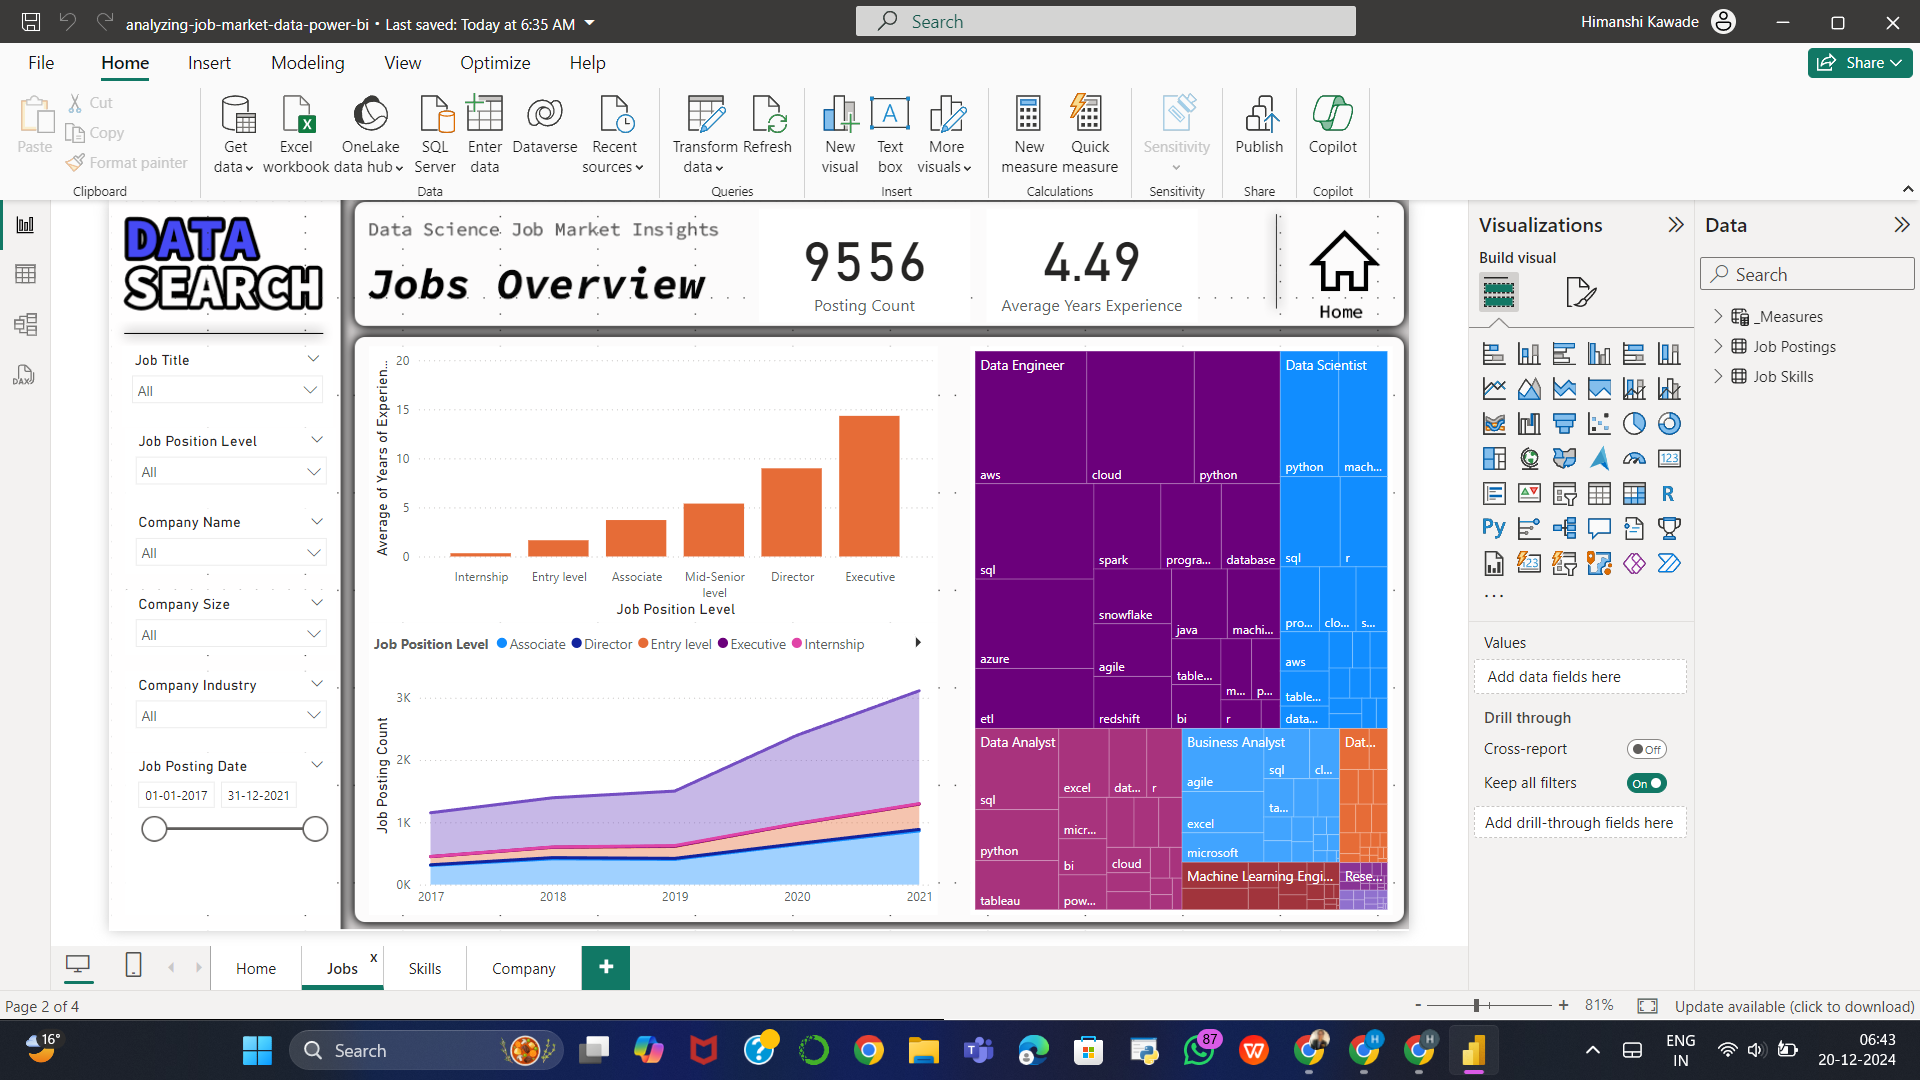 analyzing-job-market-data-power-bi • Last saved: Today at 6:35 AM
Search
Himanshi Kawade
File Home Insert Modeling View Optimize Help
Share
Paste
Cut
Copy
Format painter
Clipboard
Get data
Excel workbook
OneLake data hub
SQL Server
Enter data
Dataverse
Recent sources
Data
Transform data
Refresh
Queries
New visual
Text box
More visuals
Insert
New measure
Quick measure
Calculations
Sensitivity
Sensitivity
Publish
Share
Copilot
Copilot
DATA
SEARCH
Job Title
All
Job Position Level
All
Company Name
All
Company Size
All
Company Industry
All
Job Posting Date
01-01-2017 31-12-2021
Data Science Job Market Insights
Jobs Overview
9556
Posting Count
4.49
Average Years Experience
Home
Average of Years of Experien...
20
15
10
5
0
Internship Entry level Associate Mid-Senior level Director Executive
Job Position Level
Job Position Level Associate Director Entry level Executive Internship
Job Posting Count
3K
2K
1K
0K
2017 2018 2019 2020 2021
Data Engineer
aws cloud python
sql spark progra... database
azure snowflake java machi...
agile table... m... p...
etl redshift bi r
Data Scientist
python mach...
sql r
pro... clo... s...
aws
table...
data...
Data Analyst
sql excel dat... r
python micr...
bi cloud
tableau pow...
Business Analyst
agile sql cl...
excel ta...
microsoft
Dat...
Machine Learning Engi...
Rese...
Visualizations
Build visual
123
R
Py
123
...
Values
Add data fields here
Drill through
Cross-report Off
Keep all filters On
Add drill-through fields here
Data
Search
_Measures
Job Postings
Job Skills
DAX
Home Jobs x Skills Company +
Page 2 of 4
- + 81%
Update available (click to download)
16°
Search
87
H
H
ENG
IN
06:43
20-12-2024